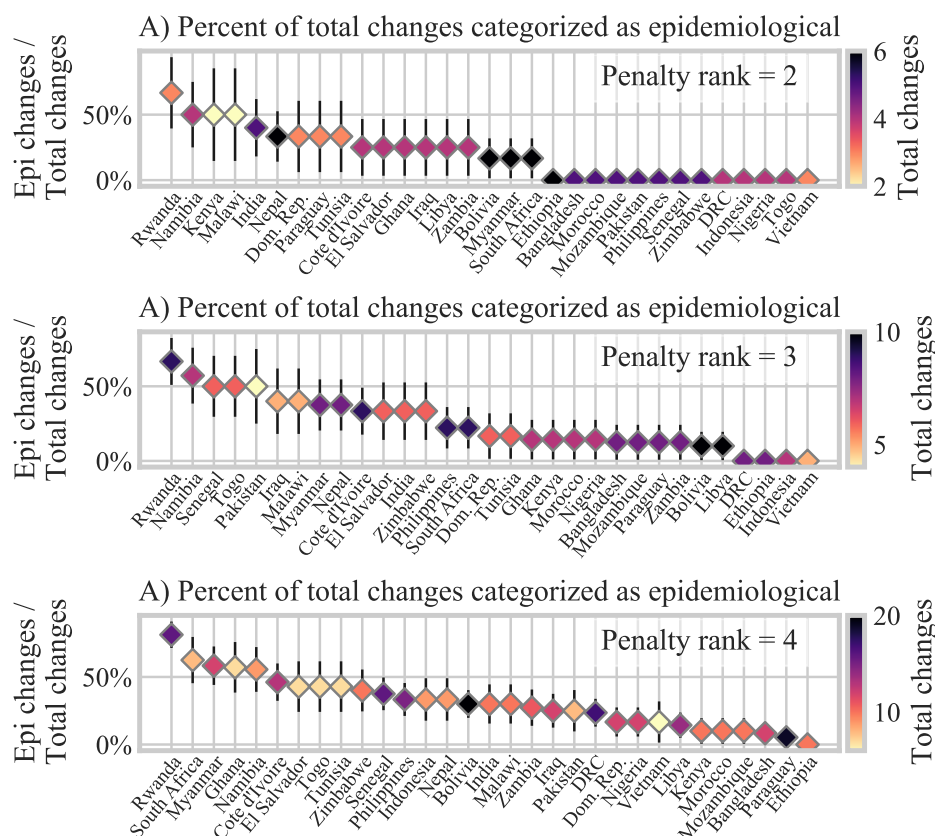 A) Percent of total changes categorized as epidemiological
Epi changes /
Total changes
50%
0%
Penalty rank = 2
6
4
2
Total changes
Rwanda
Namibia
Kenya
Malawi
India
Nepal
Dom. Rep.
Paraguay
Tunisia
Cote d'Ivoire
El Salvador
Ghana
Iraq
Libya
Zambia
Bolivia
Myanmar
South Africa
Ethiopia
Bangladesh
Morocco
Mozambique
Pakistan
Philippines
Senegal
Zimbabwe
DRC
Indonesia
Nigeria
Togo
Vietnam
A) Percent of total changes categorized as epidemiological
Epi changes /
Total changes
50%
0%
Penalty rank = 3
10
5
Total changes
Rwanda
Namibia
Senegal
Togo
Pakistan
Iraq
Malawi
Myanmar
Nepal
Cote d'Ivoire
El Salvador
India
Zimbabwe
Philippines
South Africa
Dom. Rep.
Tunisia
Ghana
Kenya
Morocco
Nigeria
Bangladesh
Mozambique
Paraguay
Zambia
Bolivia
Libya
DRC
Ethiopia
Indonesia
Vietnam
A) Percent of total changes categorized as epidemiological
Epi changes /
Total changes
50%
0%
Penalty rank = 4
20
10
Total changes
Rwanda
South Africa
Myanmar
Ghana
Namibia
Cote d'Ivoire
El Salvador
Togo
Tunisia
Zimbabwe
Senegal
Philippines
Indonesia
Nepal
Bolivia
India
Malawi
Zambia
Iraq
Pakistan
DRC
Dom. Rep.
Nigeria
Vietnam
Libya
Kenya
Morocco
Mozambique
Bangladesh
Paraguay
Ethiopia